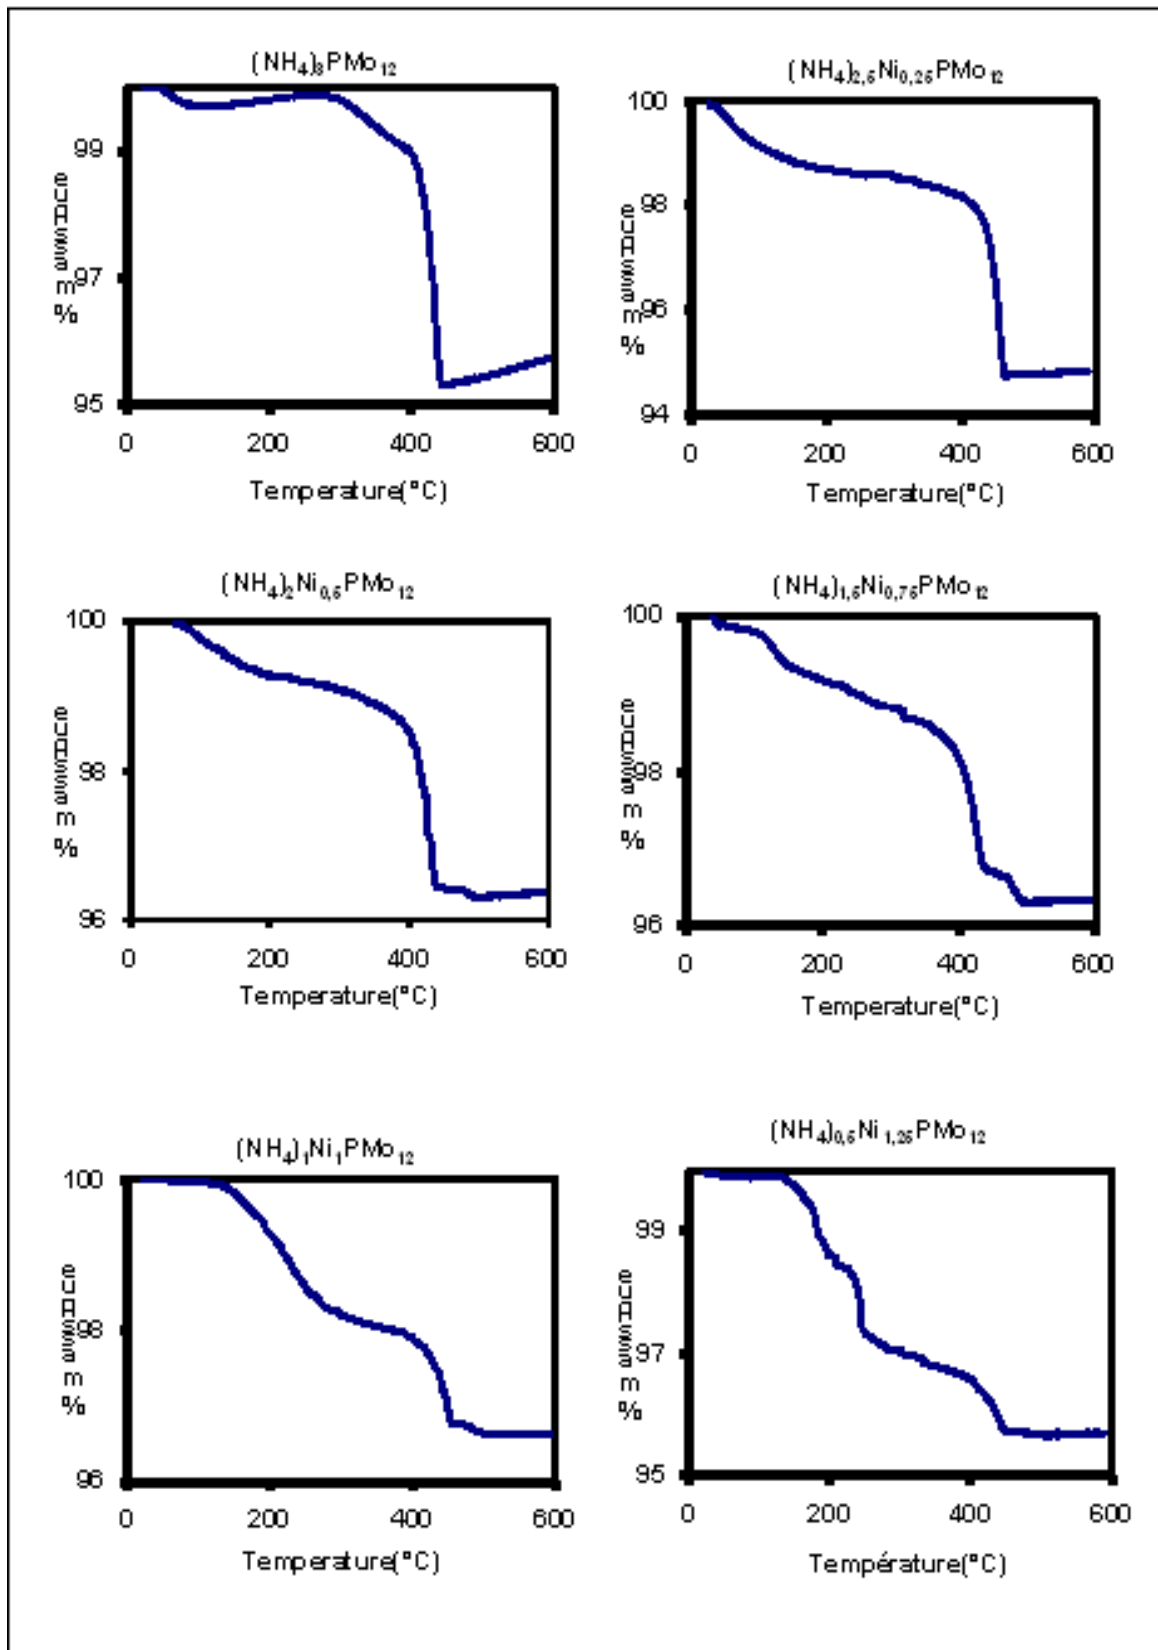 (NH4)3PMo12
99
97
95
0 200 400 600
Temperature(°C)
% masse
(NH4)2,5Ni0,25PMo12
100
98
96
94
0 200 400 600
Temperature(°C)
% masse
(NH4)2Ni0,5PMo12
100
98
96
0 200 400 600
Temperature(°C)
(NH4)1,5Ni0,75PMo12
100
98
96
0 200 400 600
Temperature(°C)
(NH4)1Ni1PMo12
100
98
96
0 200 400 600
Temperature(°C)
(NH4)0,5Ni1,25PMo12
99
97
95
0 200 400 600
Température(°C)